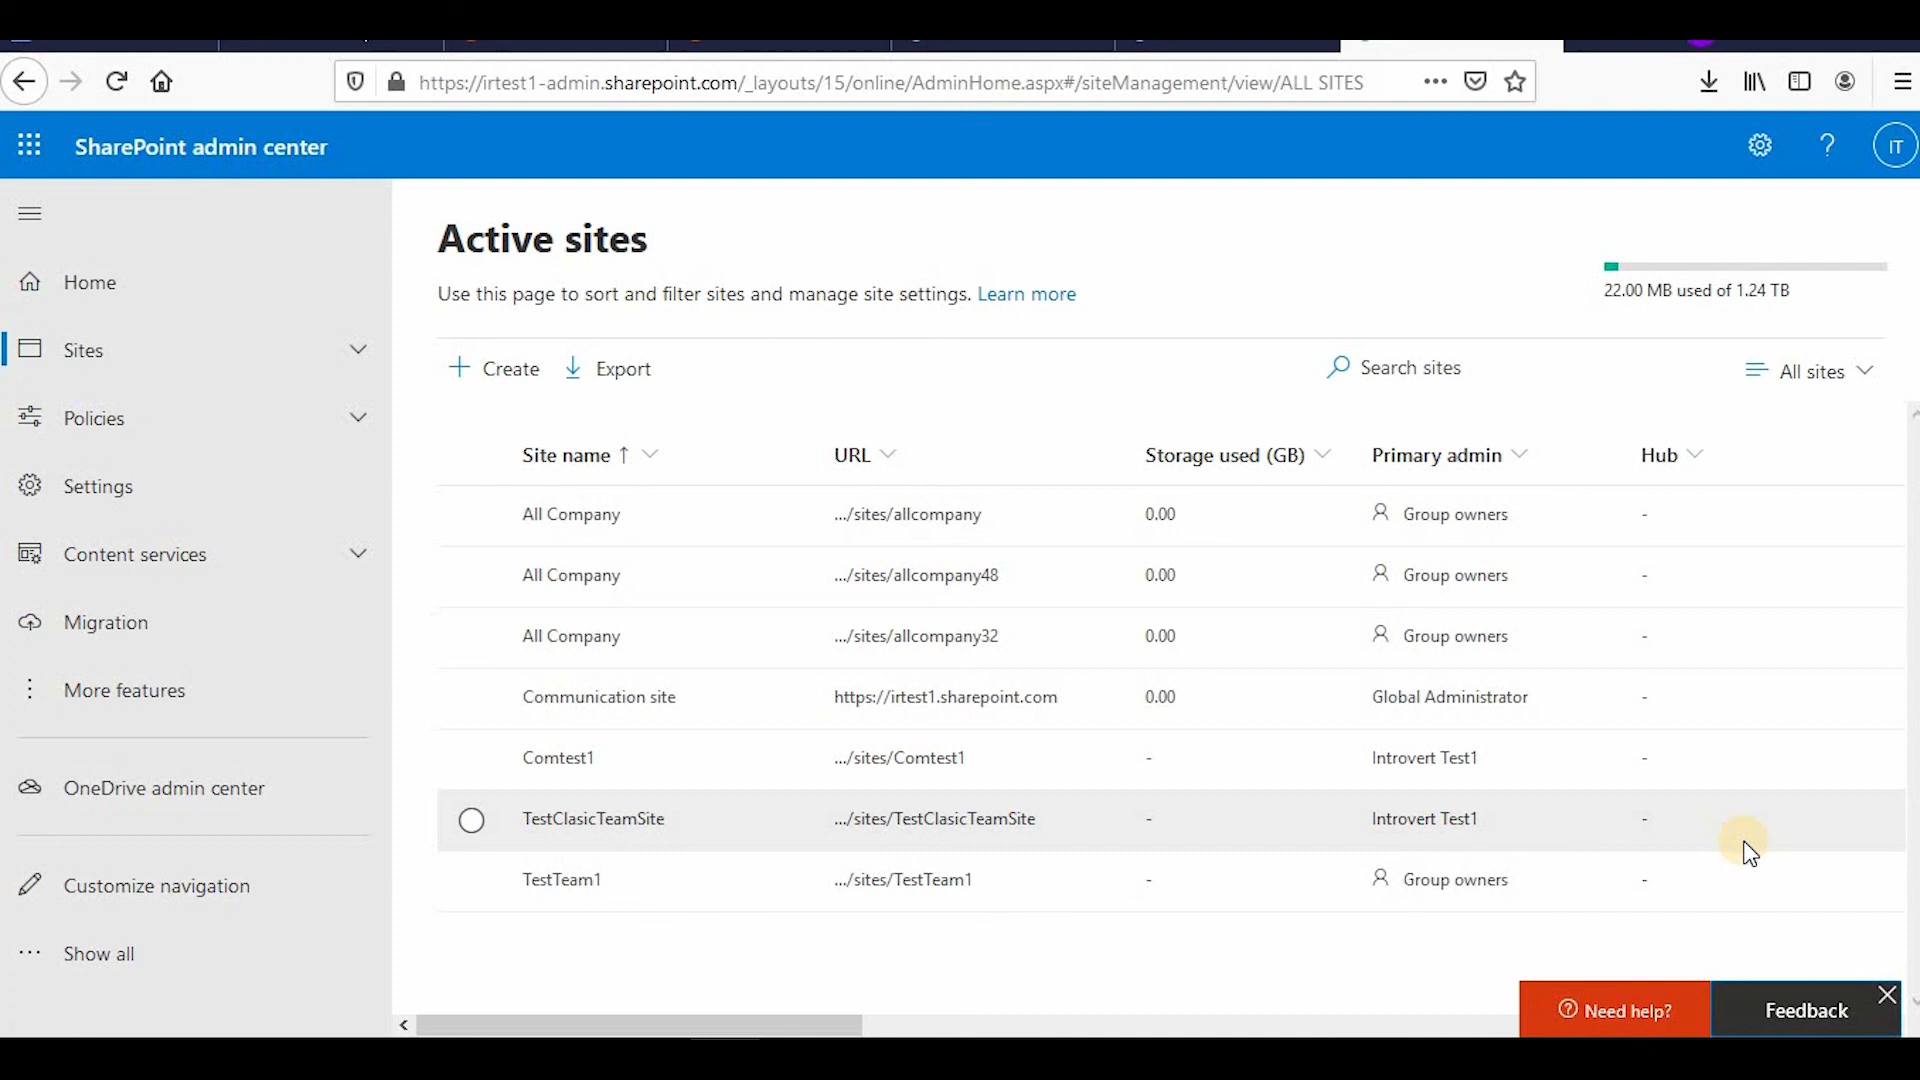 https://irtest1-admin.sharepoint.com/_layouts/15/online/AdminHome.aspx#/siteManagement/view/ALL SITES
SharePoint admin center
? IT
Home
Sites
Policies
Settings
Content services
Migration
More features
OneDrive admin center
Customize navigation
Show all
Active sites
Use this page to sort and filter sites and manage site settings. Learn more
22.00 MB used of 1.24 TB
Create Export Search sites All sites
Site name ↑ URL Storage used (GB) Primary admin Hub
All Company .../sites/allcompany 0.00 Group owners -
All Company .../sites/allcompany48 0.00 Group owners -
All Company .../sites/allcompany32 0.00 Group owners -
Communication site https://irtest1.sharepoint.com 0.00 Global Administrator -
Comtest1 .../sites/Comtest1 - Introvert Test1 -
TestClasicTeamSite .../sites/TestClasicTeamSite - Introvert Test1 -
TestTeam1 .../sites/TestTeam1 - Group owners -
Need help? Feedback